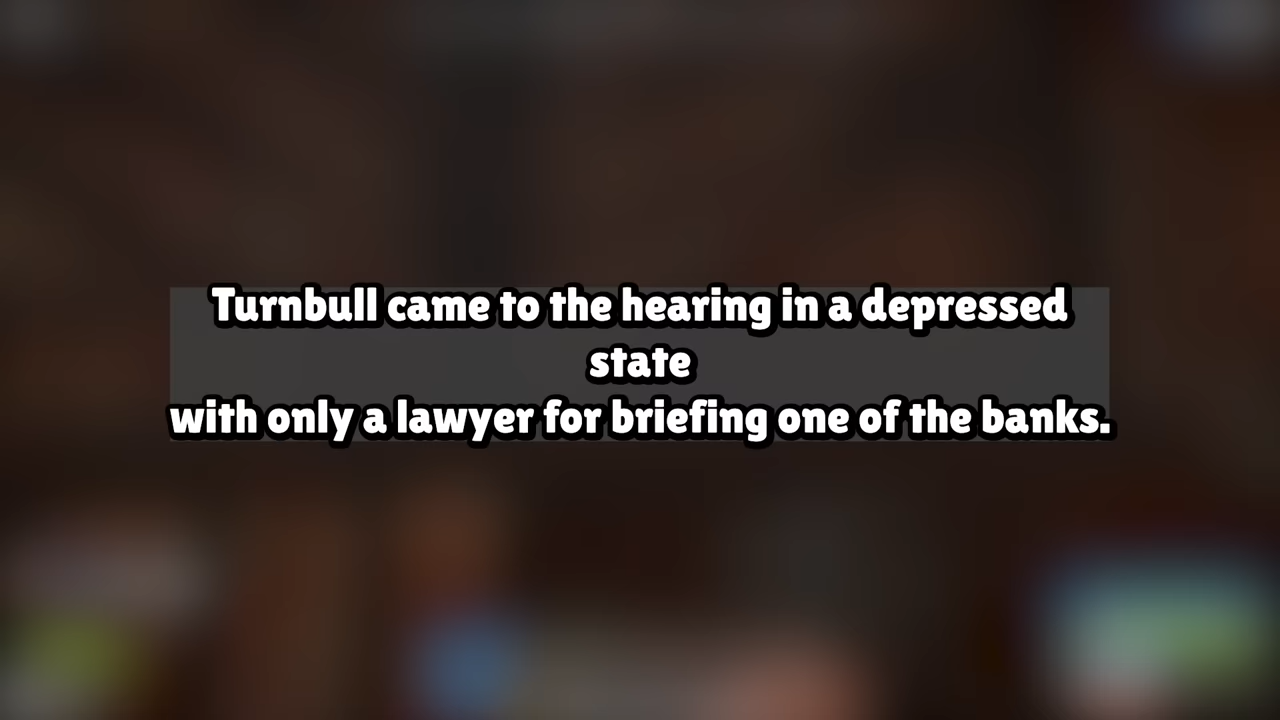 Turnbull came to the hearing in a depressed
state
with only a lawyer for briefing one of the banks.